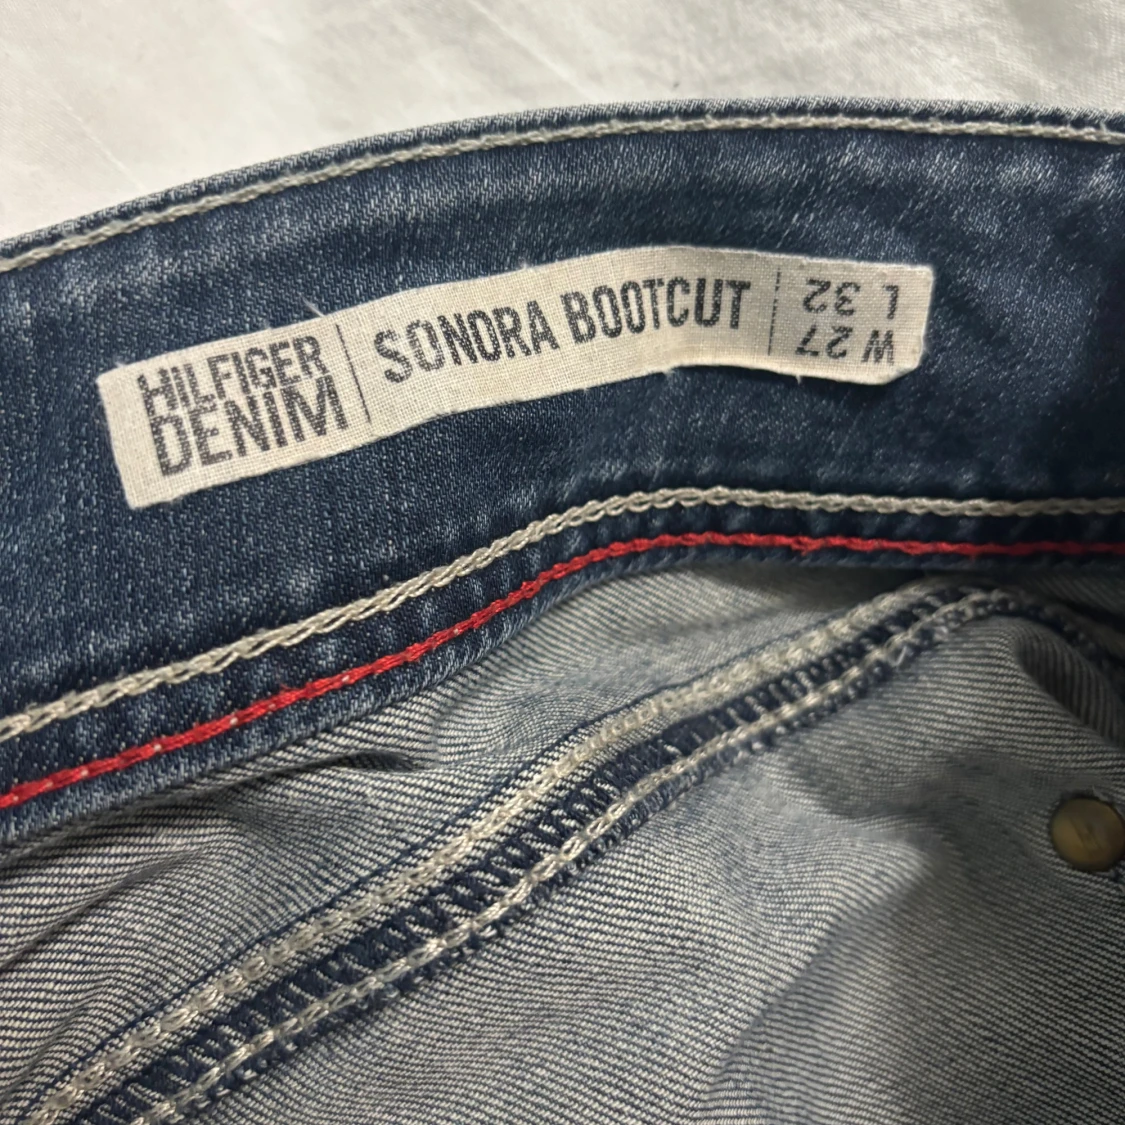 HILFIGER
DENIM
SONORA BOOTCUT
W 27
L 32